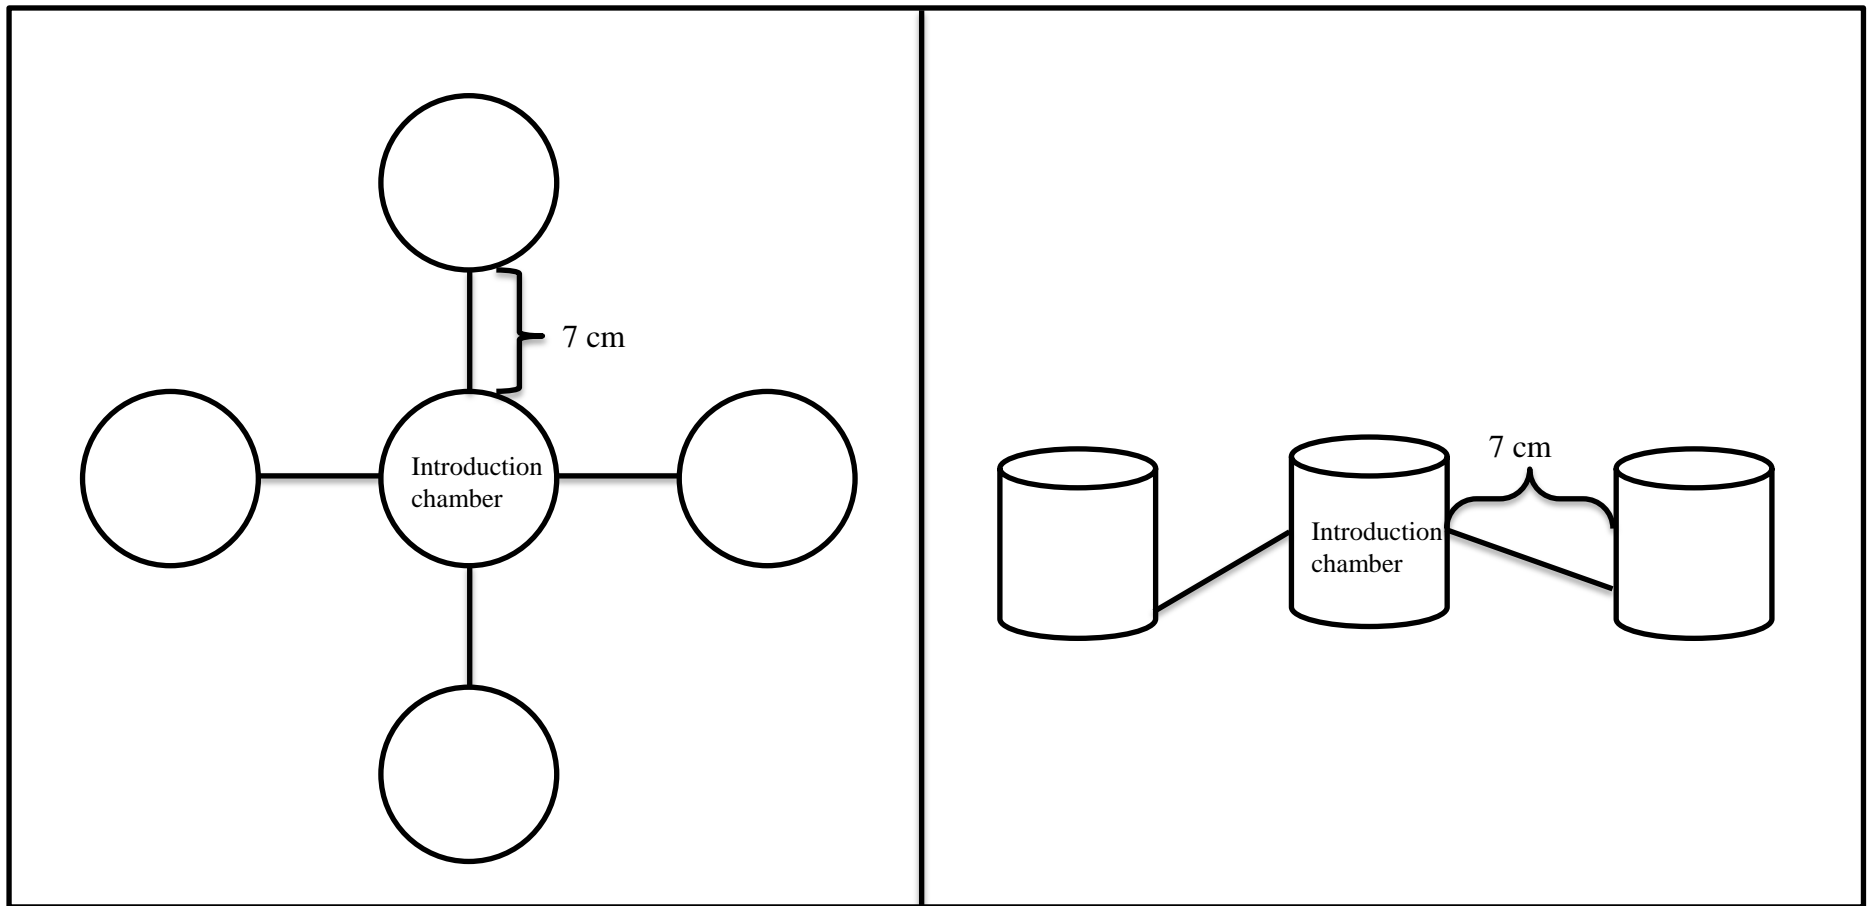 7 cm
Introduction
chamber
7 cm
Introduction
chamber